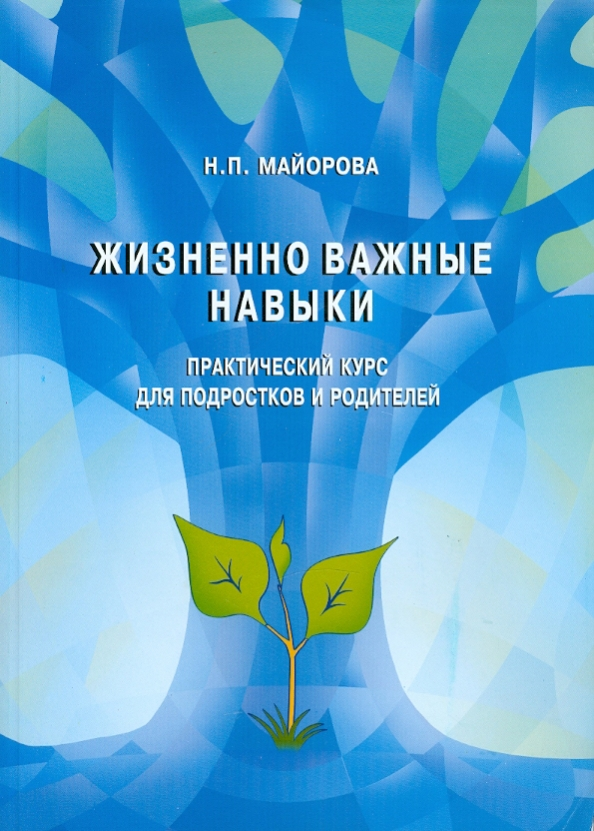 Н.П. МАЙОРОВА
ЖИЗНЕННО ВАЖНЫЕ
НАВЫКИ
ПРАКТИЧЕСКИЙ КУРС
ДЛЯ ПОДРОСТКОВ И РОДИТЕЛЕЙ